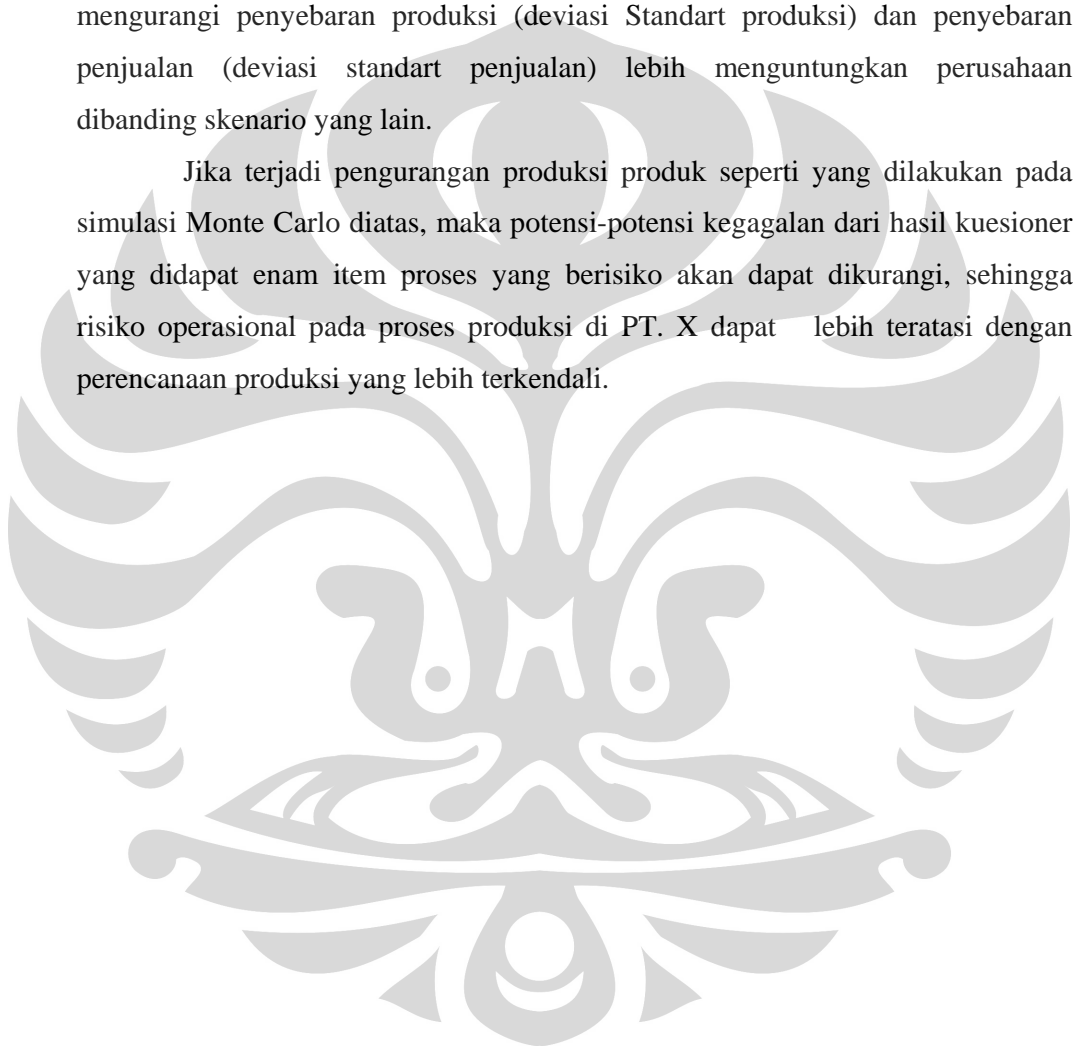 mengurangi penyebaran produksi (deviasi Standart produksi) dan penyebaran
penjualan (deviasi standart penjualan) lebih menguntungkan perusahaan
dibanding skenario yang lain.
Jika terjadi pengurangan produksi produk seperti yang dilakukan pada
simulasi Monte Carlo diatas, maka potensi-potensi kegagalan dari hasil kuesioner
yang didapat enam item proses yang berisiko akan dapat dikurangi, sehingga
risiko operasional pada proses produksi di PT. X dapat lebih teratasi dengan
perencanaan produksi yang lebih terkendali.